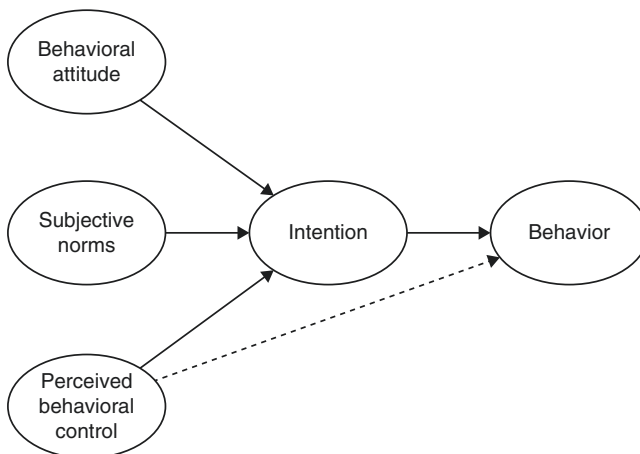 Behavioral
attitude
Subjective
norms
Intention
Behavior
Perceived
behavioral
control